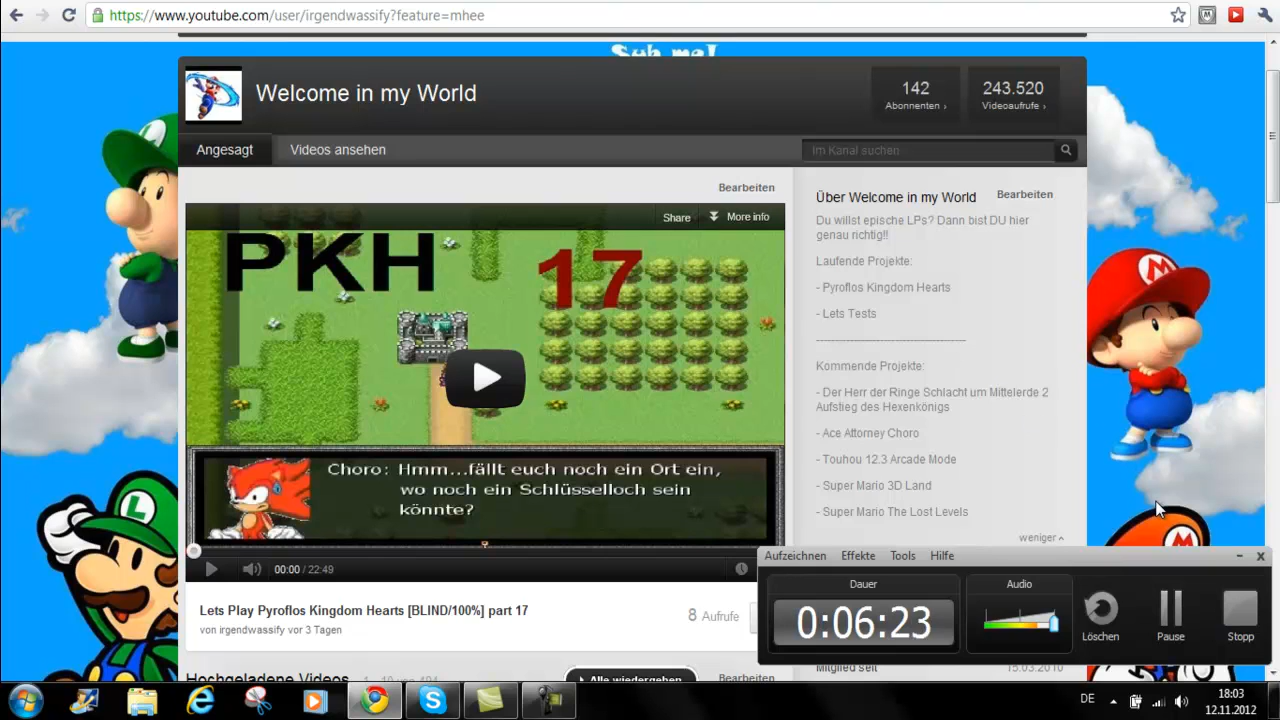 https://www.youtube.com/user/irgendwassify?feature=mhee
Sub me!
Welcome in my World
142
Abonnenten ›
243.520
Videoaufrufe ›
Angesagt
Videos ansehen
Im Kanal suchen
Bearbeiten
Share
More info
PKH
17
Choro: Hmm...fällt euch noch ein Ort ein,
wo noch ein Schlüsselloch sein
könnte?
00:00 / 22:49
Lets Play Pyroflos Kingdom Hearts [BLIND/100%] part 17
8 Aufrufe
von irgendwassify vor 3 Tagen
Hochgeladene Videos
Alle wiedergeben
Bearbeiten
Über Welcome in my World
Bearbeiten
Du willst epische LPs? Dann bist DU hier
genau richtig!!
Laufende Projekte:
- Pyroflos Kingdom Hearts
- Lets Tests
------------------------------------
Kommende Projekte:
- Der Herr der Ringe Schlacht um Mittelerde 2
Aufstieg des Hexenkönigs
- Ace Attorney Choro
- Touhou 12.3 Arcade Mode
- Super Mario 3D Land
- Super Mario The Lost Levels
weniger
Aufzeichnen Effekte Tools Hilfe
Dauer
0:06:23
Audio
Löschen
Pause
Stopp
Mitglied seit
15.03.2010
DE
18:03
12.11.2012